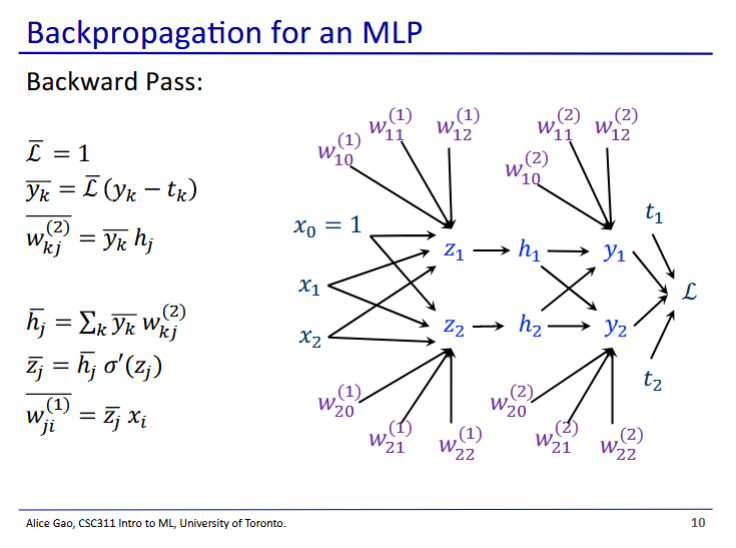 Backpropagation for an MLP
Backward Pass:
$\overline{\mathcal{L}} = 1$
$\overline{y_k} = \overline{\mathcal{L}}\,(y_k - t_k)$
$\overline{w_{kj}^{(2)}} = \overline{y_k}\, h_j$
$\overline{h_j} = \sum_k \overline{y_k}\, w_{kj}^{(2)}$
$\overline{z_j} = \overline{h_j}\, \sigma'(z_j)$
$\overline{w_{ji}^{(1)}} = \overline{z_j}\, x_i$
$w_{10}^{(1)}$ $w_{11}^{(1)}$ $w_{12}^{(1)}$ $w_{10}^{(2)}$ $w_{11}^{(2)}$ $w_{12}^{(2)}$
$x_0 = 1$
$t_1$
$z_1$ $h_1$ $y_1$
$x_1$
$\mathcal{L}$
$x_2$
$z_2$ $h_2$ $y_2$
$t_2$
$w_{20}^{(1)}$ $w_{21}^{(1)}$ $w_{22}^{(1)}$ $w_{20}^{(2)}$ $w_{21}^{(2)}$ $w_{22}^{(2)}$
Alice Gao, CSC311 Intro to ML, University of Toronto.
10